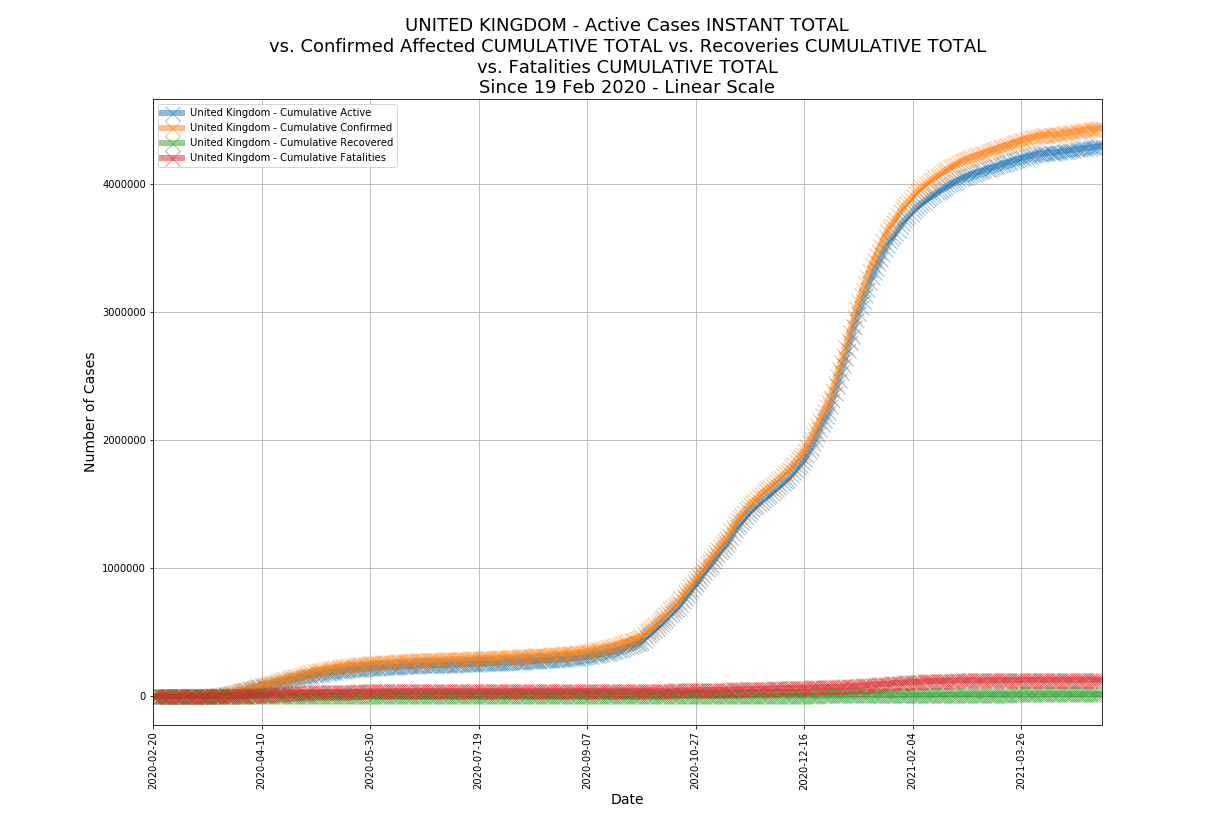 UNITED KINGDOM - Active Cases INSTANT TOTAL
vs. Confirmed Affected CUMULATIVE TOTAL vs. Recoveries CUMULATIVE TOTAL
vs. Fatalities CUMULATIVE TOTAL
Since 19 Feb 2020 - Linear Scale
United Kingdom - Cumulative Active
United Kingdom - Cumulative Confirmed
United Kingdom - Cumulative Recovered
United Kingdom - Cumulative Fatalities
Number of Cases
4000000
3000000
2000000
1000000
0
2020-02-20
2020-04-10
2020-05-30
2020-07-19
2020-09-07
2020-10-27
2020-12-16
2021-02-04
2021-03-26
Date